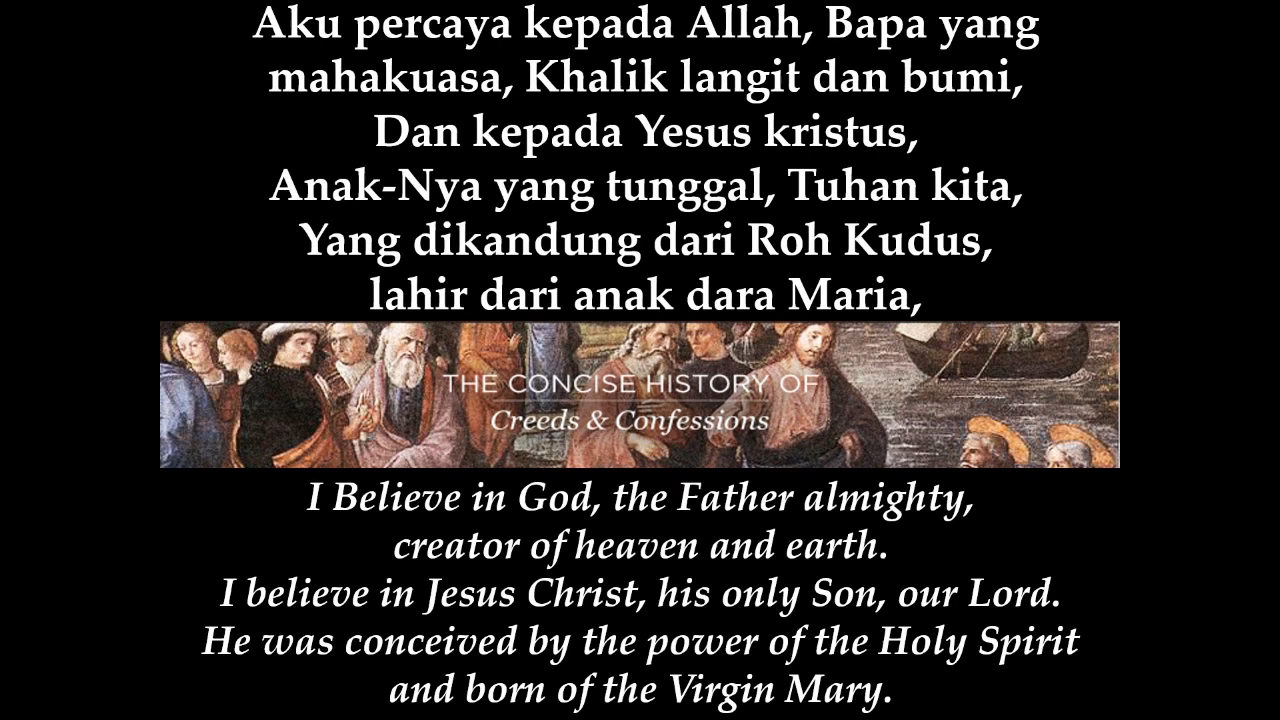 Aku percaya kepada Allah, Bapa yang
mahakuasa, Khalik langit dan bumi,
Dan kepada Yesus kristus,
Anak-Nya yang tunggal, Tuhan kita,
Yang dikandung dari Roh Kudus,
lahir dari anak dara Maria,
THE CONCISE HISTORY OF
Creeds & Confessions
I Believe in God, the Father almighty,
creator of heaven and earth.
I believe in Jesus Christ, his only Son, our Lord.
He was conceived by the power of the Holy Spirit
and born of the Virgin Mary.